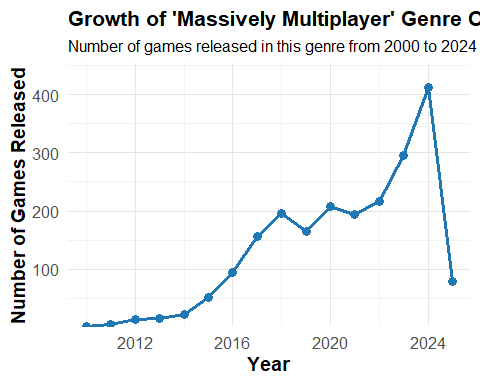 Growth of 'Massively Multiplayer' Genre O
Number of games released in this genre from 2000 to 2024
Number of Games Released
400
300
200
100
2012 2016 2020 2024
Year